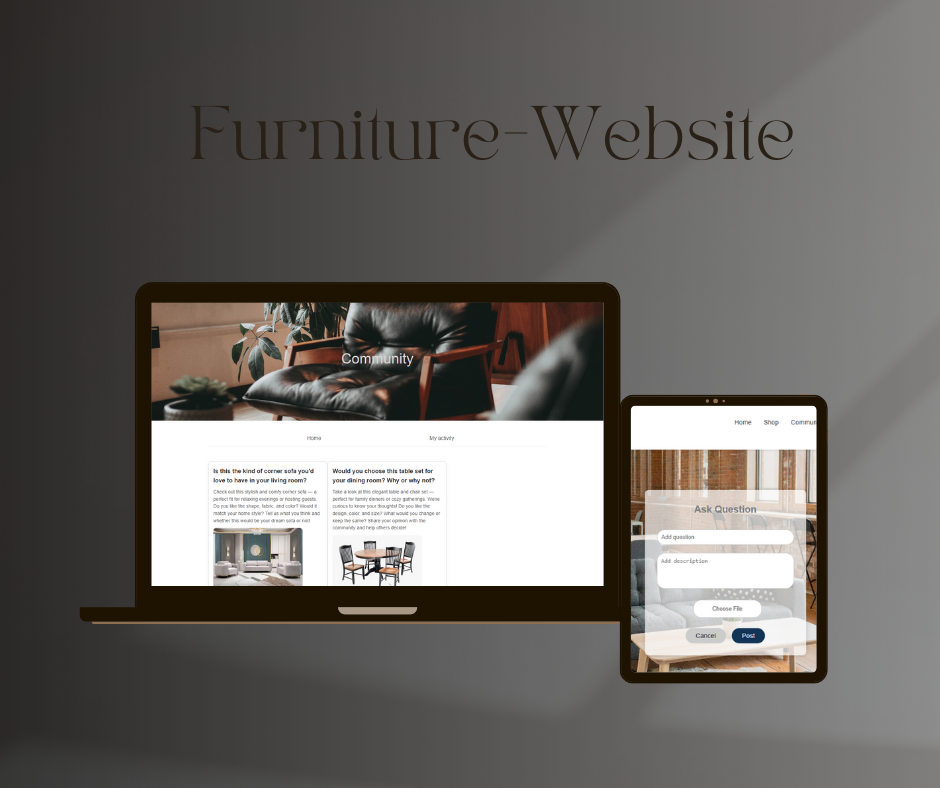 Furniture-Website
Community
Home
My activity
Is this the kind of corner sofa you'd
love to have in your living room?
Check out this stylish and comfy corner sofa — a
perfect fit for relaxing evenings or hosting guests.
Do you like the shape, fabric, and color? Would it
match your home style? Tell us what you think and
whether this would be your dream sofa or not!
Would you choose this table set for
your dining room? Why or why not?
Take a look at this elegant table and chair set —
perfect for family dinners or cozy gatherings. We're
curious to know your thoughts! Do you like the
design, color, and size? What would you change or
keep the same? Share your opinion with the
community and help others decide!
Home
Shop
Commun
Ask Question
Add question
Add description
Choose File
Cancel
Post